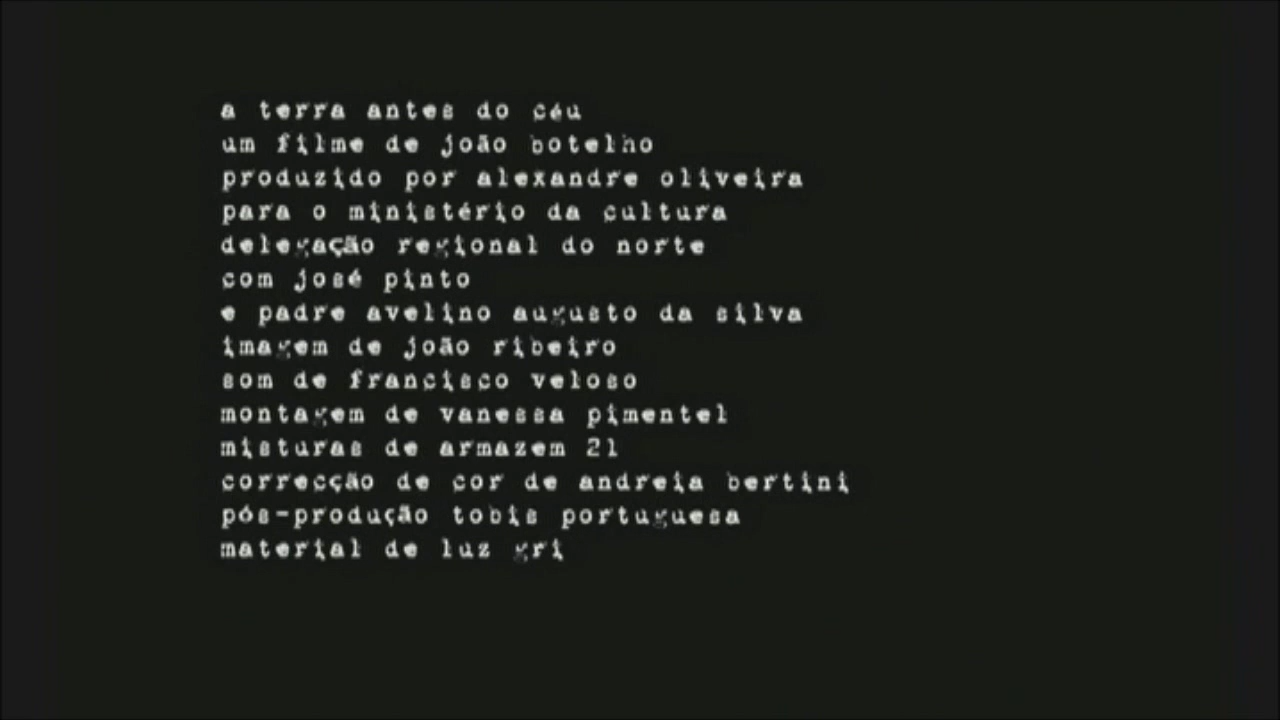 a terra antes do céu
um filme de joão botelho
produzido por alexandre oliveira
para o ministério da cultura
delegação regional do norte
com josé pinto
e padre avelino augusto da silva
imagem de joão ribeiro
som de francisco veloso
montagem de vanessa pimentel
misturas de armazem 21
correcção de cor de andreia bertini
pós-produção tobis portuguesa
material de luz gri